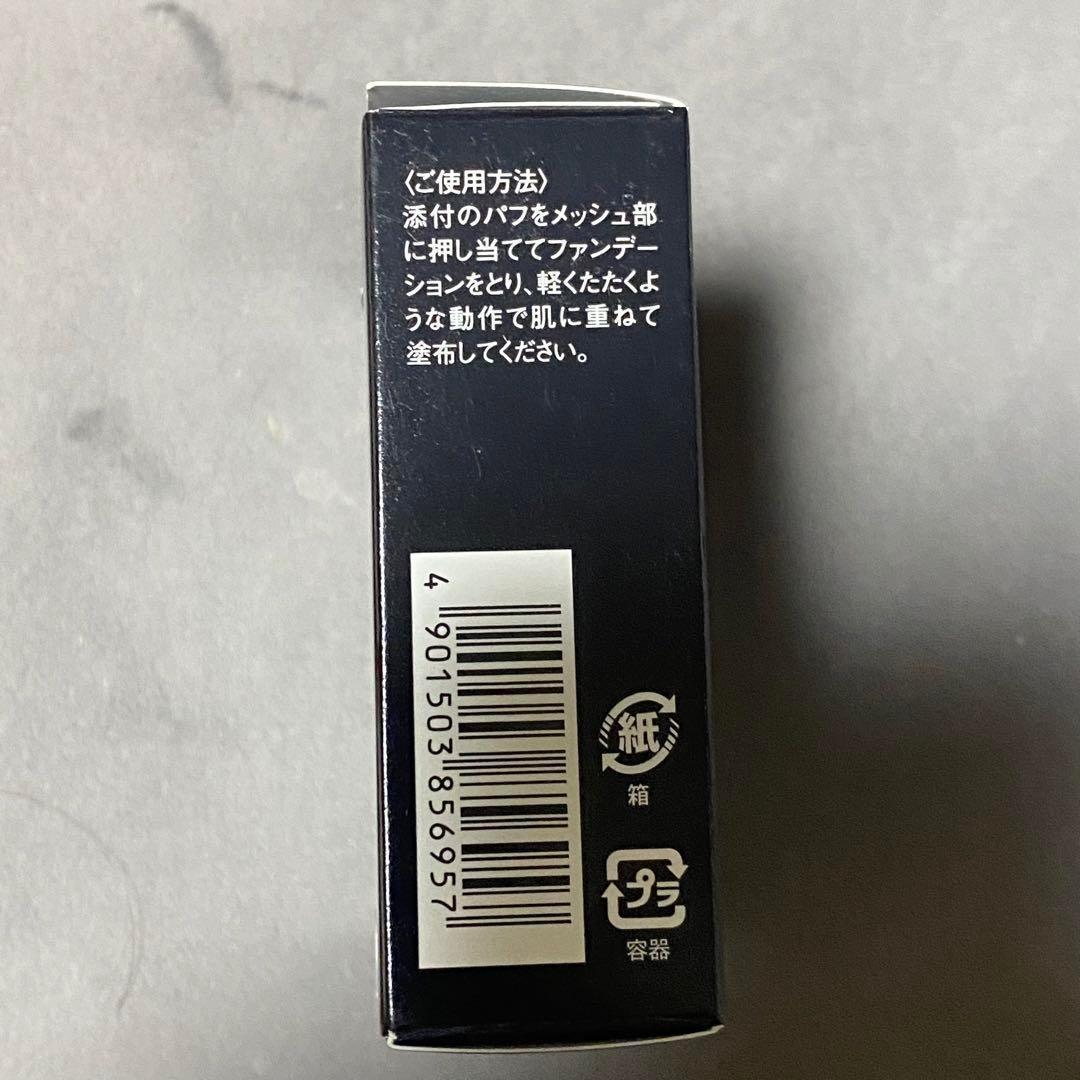 〈ご使用方法〉
添付のパフをメッシュ部
に押し当ててファンデー
ションをとり、軽くたたくよ
うな動作で肌に重ねて
塗布してください。
4 901503 856957
紙
箱
プラ
容器